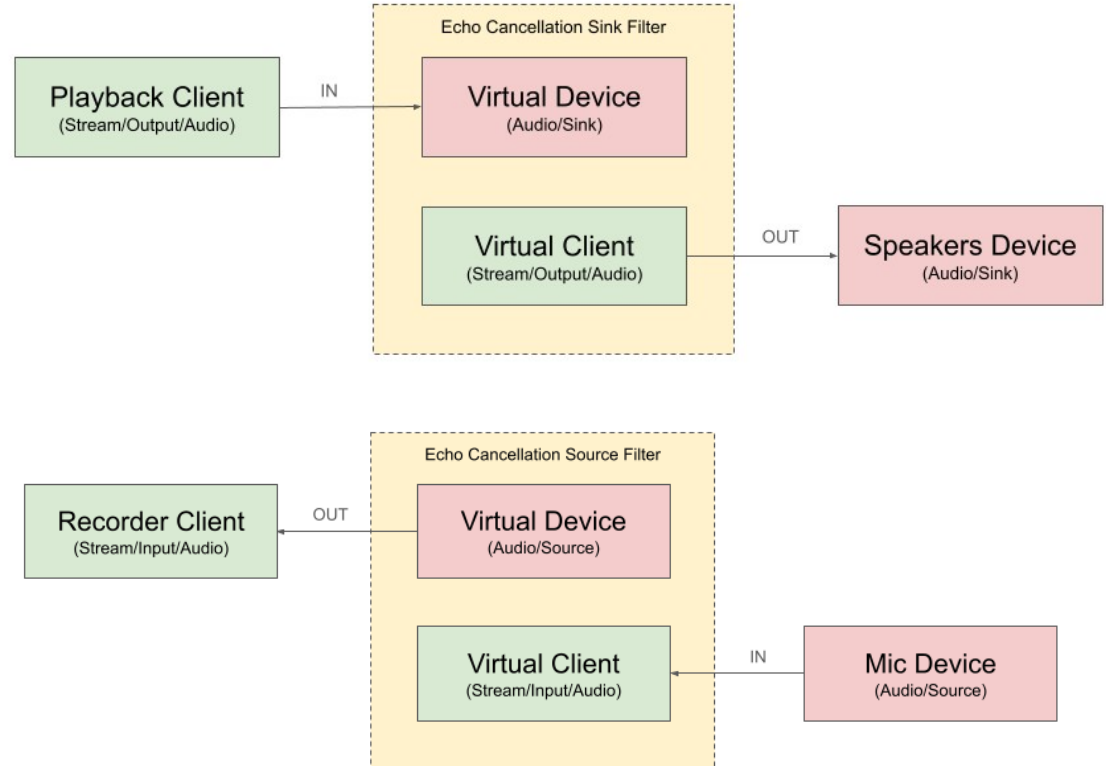 Echo Cancellation Sink Filter
Playback Client
(Stream/Output/Audio)
IN
Virtual Device
(Audio/Sink)
Virtual Client
(Stream/Output/Audio)
OUT
Speakers Device
(Audio/Sink)
Echo Cancellation Source Filter
Recorder Client
(Stream/Input/Audio)
OUT
Virtual Device
(Audio/Source)
Virtual Client
(Stream/Input/Audio)
IN
Mic Device
(Audio/Source)